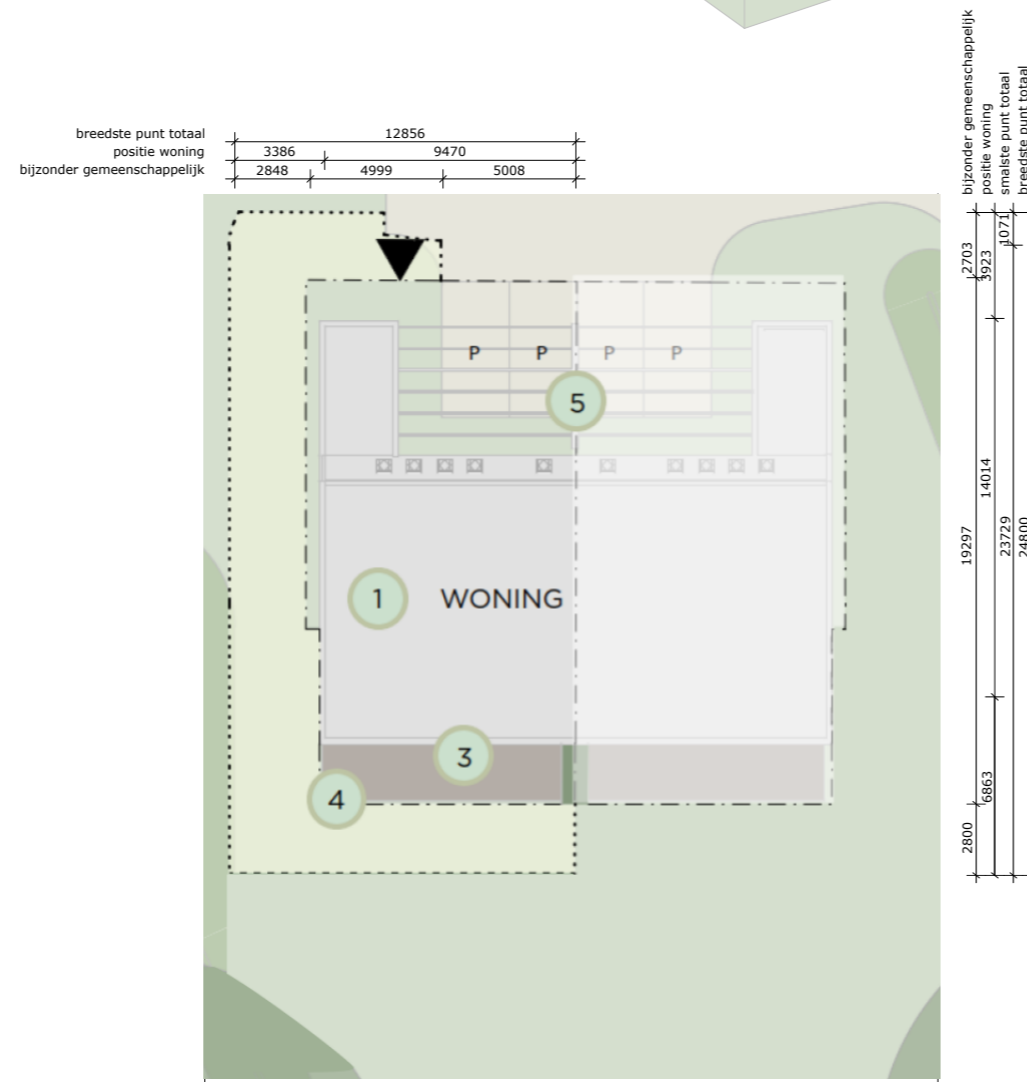 breedste punt totaal
12856
positie woning
3386
9470
bijzonder gemeenschappelijk
2848
4999
5008
bijzonder gemeenschappelijk
positie woning
smalste punt totaal
breedste punt totaal
2703
3923
1071
14014
19297
23729
24800
6863
2800
P P P P
5
1 WONING
3
4